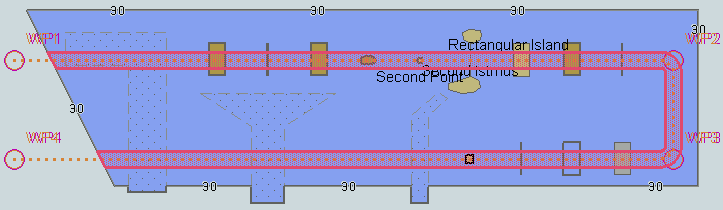 30
30
30
30
WP1
WP2
Rectangular Island
Second Isthmus
Second Point
30
WP4
WP3
30
30
30